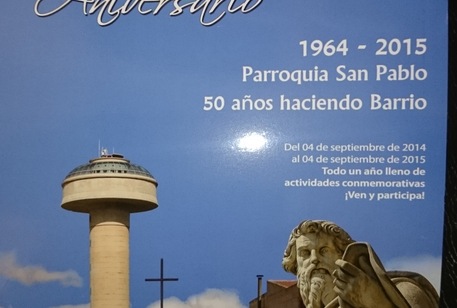 Aniversario
1964 - 2015
Parroquia San Pablo
50 años haciendo Barrio
Del 04 de septiembre de 2014
al 04 de septiembre de 2015
Todo un año lleno de
actividades conmemorativas
¡Ven y participa!